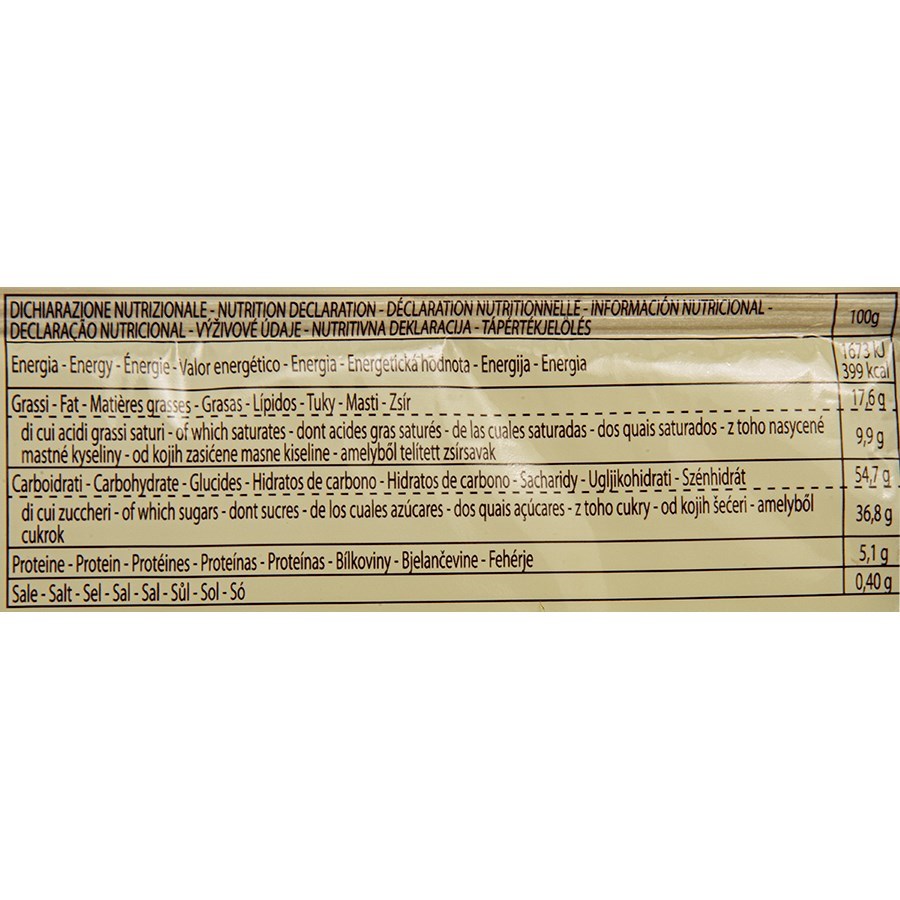 DICHIARAZIONE NUTRIZIONALE - NUTRITION DECLARATION - DÉCLARATION NUTRITIONNELLE - INFORMACIÓN NUTRICIONAL -
DECLARAÇÃO NUTRICIONAL - VÝŽIVOVÉ ÚDAJE - NUTRITIVNA DEKLARACIJA - TÁPÉRTÉKJELÖLÉS
100g
Energia - Energy - Énergie - Valor energético - Energia - Energetická hodnota - Energija - Energia
1673 kJ
399 kcal
Grassi - Fat - Matières grasses - Grasas - Lípidos - Tuky - Masti - Zsír
17,6 g
di cui acidi grassi saturi - of which saturates - dont acides gras saturés - de las cuales saturadas - dos quais saturados - z toho nasycené
mastné kyseliny - od kojih zasićene masne kiseline - amelyből telített zsírsavak
9,9 g
Carboidrati - Carbohydrate - Glucides - Hidratos de carbono - Hidratos de carbono - Sacharidy - Ugljikohidrati - Szénhidrát
54,7 g
di cui zuccheri - of which sugars - dont sucres - de los cuales azúcares - dos quais açúcares - z toho cukry - od kojih šećeri - amelyből
cukrok
36,8 g
Proteine - Protein - Protéines - Proteínas - Proteínas - Bílkoviny - Bjelančevine - Fehérje
5,1 g
Sale - Salt - Sel - Sal - Sal - Sůl - Sol - Só
0,40 g